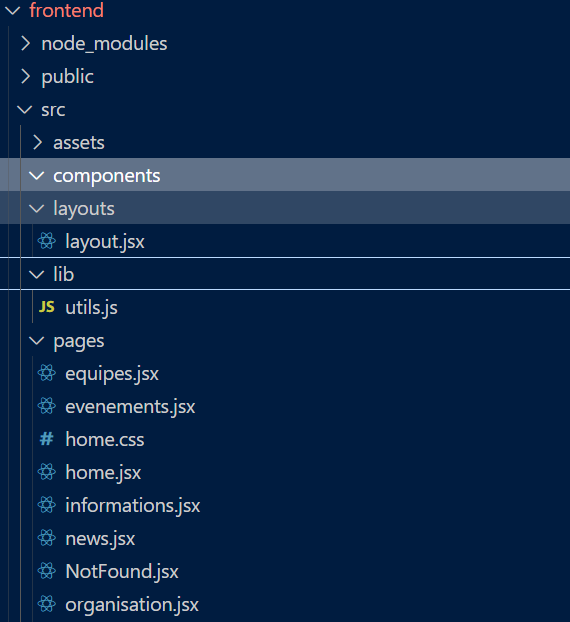 frontend
node_modules
public
src
assets
components
layouts
layout.jsx
lib
JS utils.js
pages
equipes.jsx
evenements.jsx
# home.css
home.jsx
informations.jsx
news.jsx
NotFound.jsx
organisation.jsx